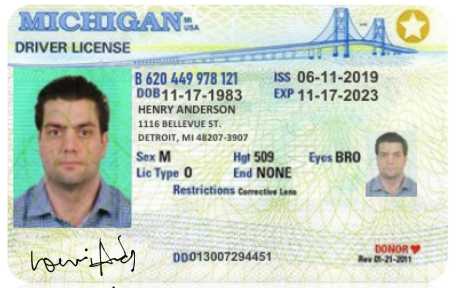 MICHIGAN MI USA
DRIVER LICENSE
B 620 449 978 121 ISS 06-11-2019
DOB 11-17-1983 EXP 11-17-2023
HENRY ANDERSON
1116 BELLEVUE ST.
DETROIT, MI 48207-3907
Sex M Hgt 509 Eyes BRO
Lic Type O End NONE
Restrictions Corrective Lens
DD 013007294451
DONOR
Rev 01-21-2011